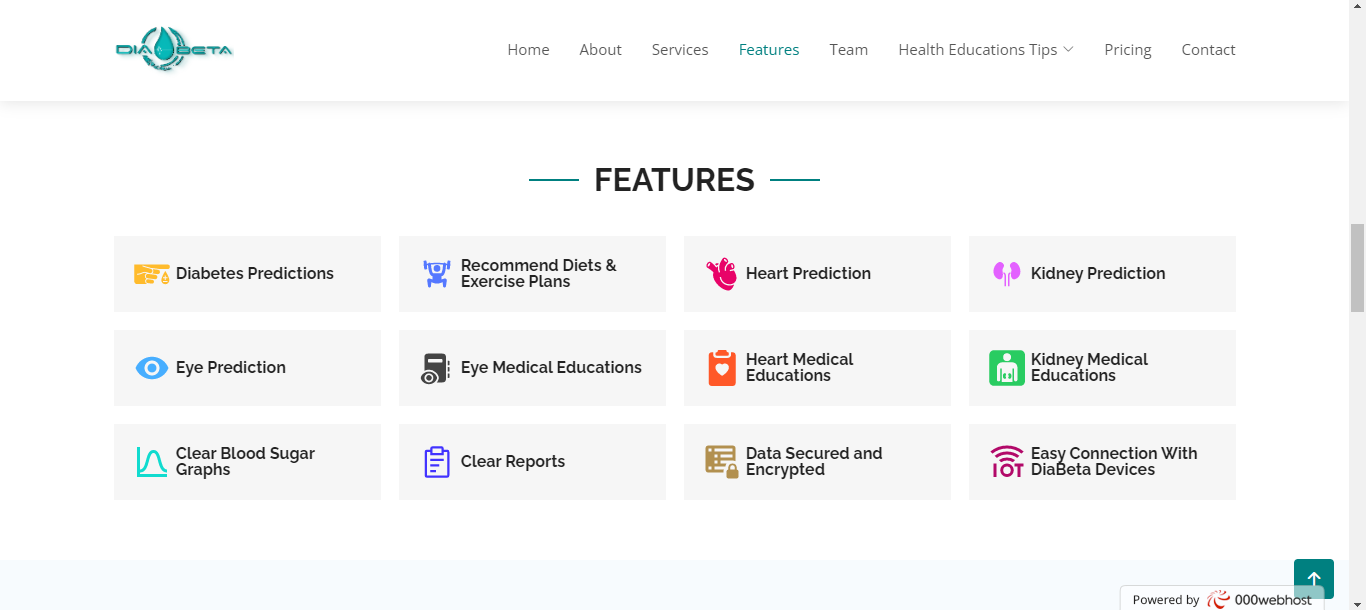 DIA BETA
Home About Services Features Team Health Educations Tips Pricing Contact
FEATURES
Diabetes Predictions
Recommend Diets &
Exercise Plans
Heart Prediction
Kidney Prediction
Eye Prediction
Eye Medical Educations
Heart Medical
Educations
Kidney Medical
Educations
Clear Blood Sugar
Graphs
Clear Reports
Data Secured and
Encrypted
IOT
Easy Connection With
DiaBeta Devices
Powered by 000webhost